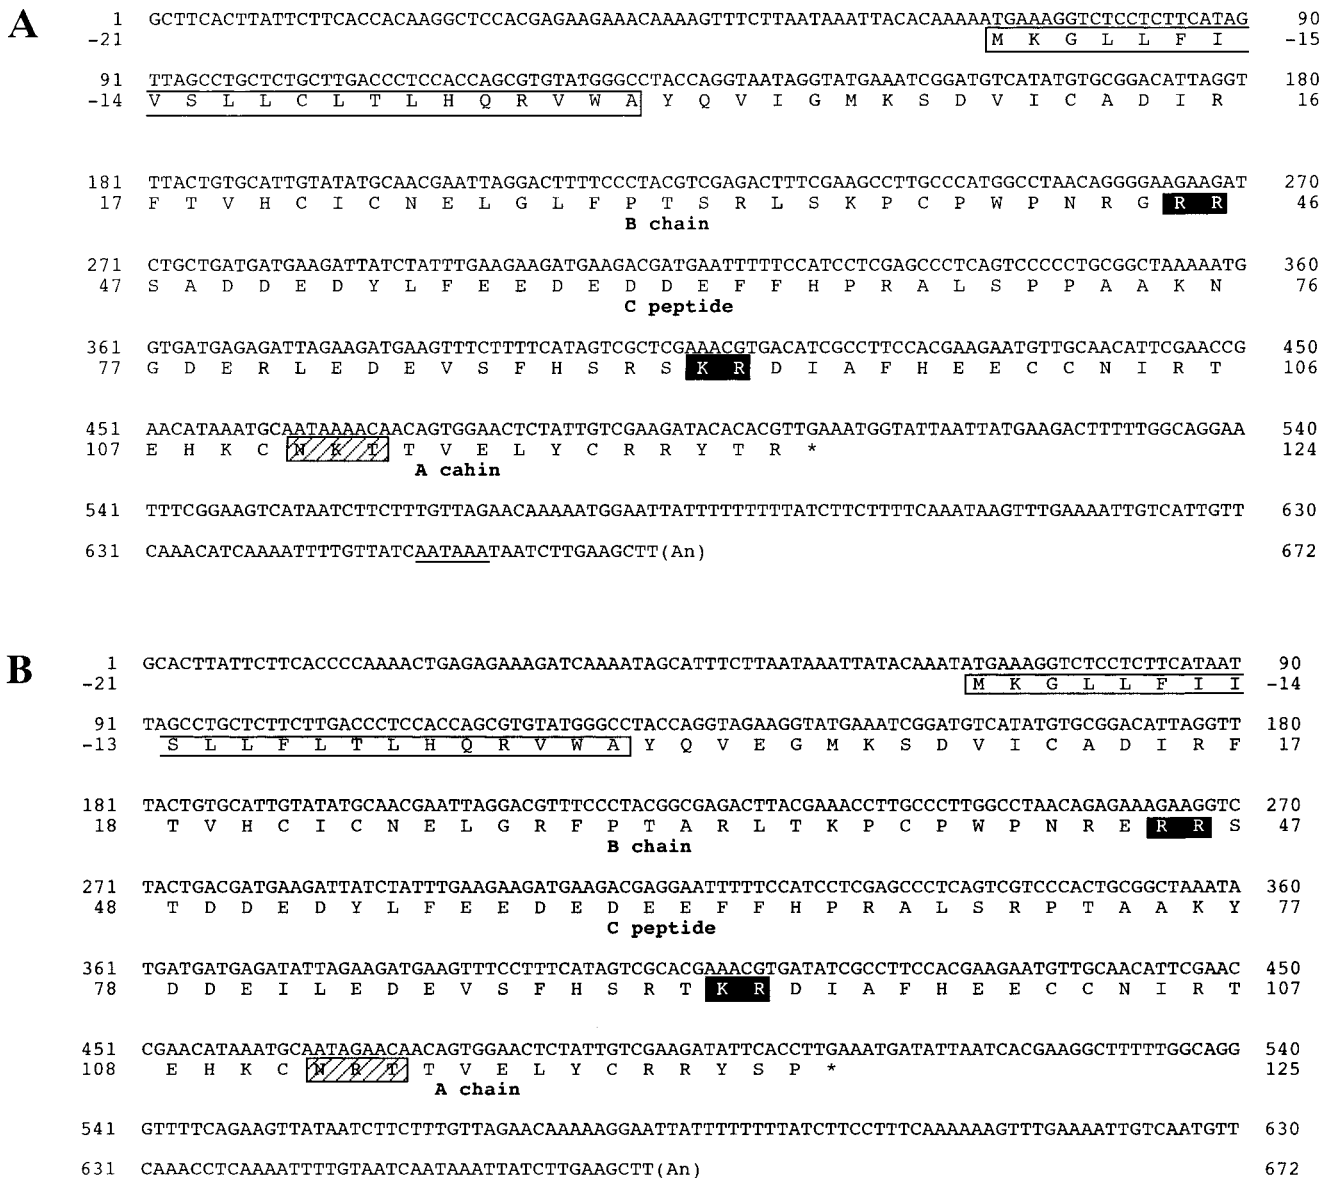 A
1 GCTTCACTTATTCTTCACCACAAGGCTCCACGAGAAGAAACAAAAGTTTCTTAATAAATTACACAAAAATGAAAGGTCTCCTCTTCATAG 90
-21 M K G L L F I -15
91 TTAGCCTGCTCTGCTTGACCCTCCACCAGCGTGTATGGGCCTACCAGGTAATAGGTATGAAATCGGATGTCATATGTGCGGACATTAGGT 180
-14 V S L L C L T L H Q R V W A Y Q V I G M K S D V I C A D I R 16
181 TTACTGTGCATTGTATATGCAACGAATTAGGACTTTTCCCTACGTCGAGACTTTCGAAGCCTTGCCCATGGCCTAACAGGGGAAGAAGAT 270
17 F T V H C I C N E L G L F P T S R L S K P C P W P N R G R R 46
B chain
271 CTGCTGATGATGAAGATTATCTATTTGAAGAAGATGAAGACGATGAATTTTTCCATCCTCGAGCCCTCAGTCCCCCTGCGGCTAAAAATG 360
47 S A D D E D Y L F E E D E D D E F F H P R A L S P P A A K N 76
C peptide
361 GTGATGAGAGATTAGAAGATGAAGTTTCTTTTCATAGTCGCTCGAAACGTGACATCGCCTTCCACGAAGAATGTTGCAACATTCGAACCG 450
77 G D E R L E D E V S F H S R S K R D I A F H E E C C N I R T 106
451 AACATAAATGCAATAAAACAACAGTGGAACTCTATTGTCGAAGATACACACGTTGAAATGGTATTAATTATGAAGACTTTTTGGCAGGAA 540
107 E H K C N K T T V E L Y C R R Y T R * 124
A cahin
541 TTTCGGAAGTCATAATCTTCTTTGTTAGAACAAAAATGGAATTATTTTTTTTTATCTTCTTTTCAAATAAGTTTGAAAATTGTCATTGTT 630
631 CAAACATCAAAATTTTGTTATCAATAAATAATCTTGAAGCTT(An) 672
B
1 GCACTTATTCTTCACCCCAAAACTGAGAGAAAGATCAAAATAGCATTTCTTAATAAATTATACAAATATGAAAGGTCTCCTCTTCATAAT 90
-21 M K G L L F I I -14
91 TAGCCTGCTCTTCTTGACCCTCCACCAGCGTGTATGGGCCTACCAGGTAGAAGGTATGAAATCGGATGTCATATGTGCGGACATTAGGTT 180
-13 S L L F L T L H Q R V W A Y Q V E G M K S D V I C A D I R F 17
181 TACTGTGCATTGTATATGCAACGAATTAGGACGTTTCCCTACGGCGAGACTTACGAAACCTTGCCCTTGGCCTAACAGAGAAAGAAGGTC 270
18 T V H C I C N E L G R F P T A R L T K P C P W P N R E R R S 47
B chain
271 TACTGACGATGAAGATTATCTATTTGAAGAAGATGAAGACGAGGAATTTTTCCATCCTCGAGCCCTCAGTCGTCCCACTGCGGCTAAATA 360
48 T D D E D Y L F E E D E D E E F F H P R A L S R P T A A K Y 77
C peptide
361 TGATGATGAGATATTAGAAGATGAAGTTTCCTTTCATAGTCGCACGAAACGTGATATCGCCTTCCACGAAGAATGTTGCAACATTCGAAC 450
78 D D E I L E D E V S F H S R T K R D I A F H E E C C N I R T 107
451 CGAACATAAATGCAATAGAACAACAGTGGAACTCTATTGTCGAAGATATTCACCTTGAAATGATATTAATCACGAAGGCTTTTTGGCAGG 540
108 E H K C N R T T V E L Y C R R Y S P * 125
A chain
541 GTTTTCAGAAGTTATAATCTTCTTTGTTAGAACAAAAAGGAATTATTTTTTTTATCTTCCTTTCAAAAAAGTTTGAAAATTGTCAATGTT 630
631 CAAACCTCAAAATTTTGTAATCAATAAATTATCTTGAAGCTT(An) 672